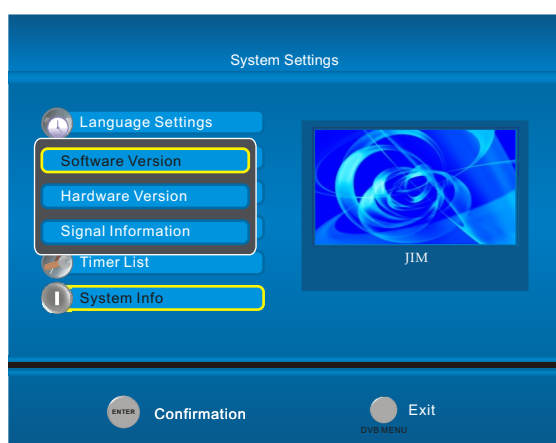 System Settings
Language Settings
Software Version
Hardware Version
Signal Information
Timer List
System Info
JIM
ENTER
Confirmation
Exit
DVB MENU